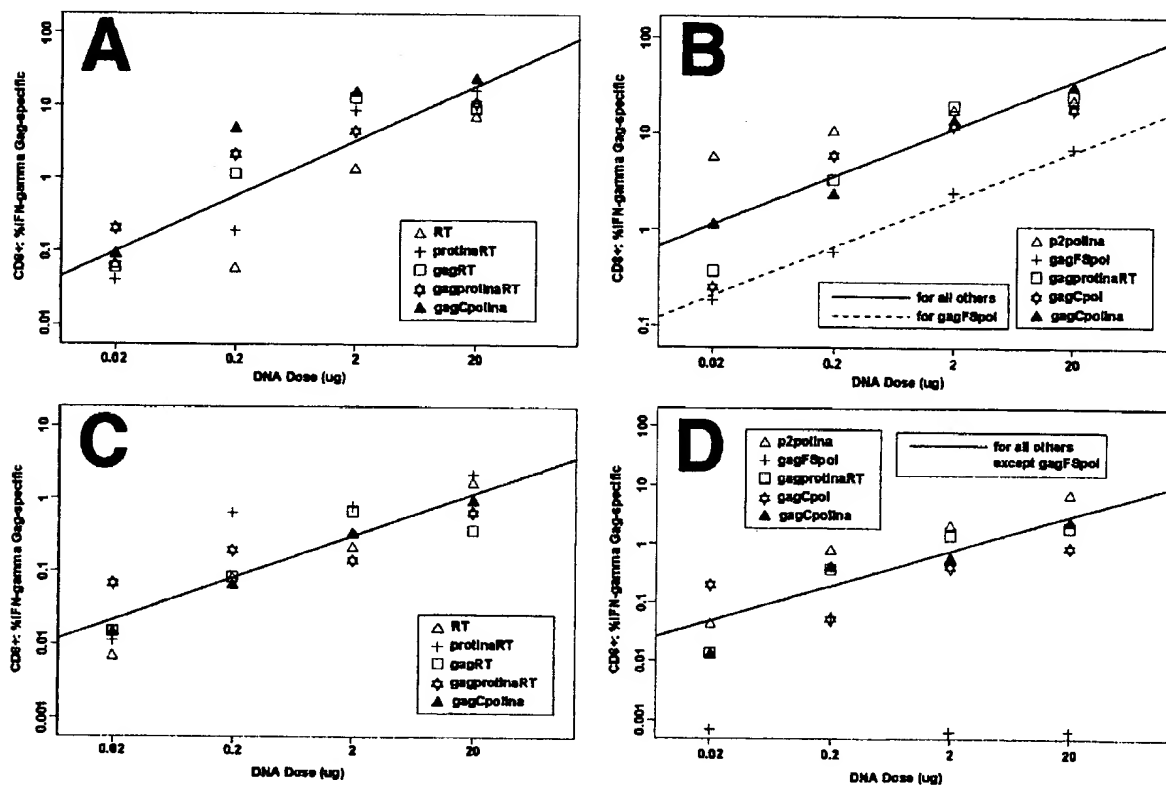 A
CD8+: %IFN-gamma Gag-specific
100
10
1
0.1
0.01
RT
protinaRT
gagRT
gagprotinaRT
gagCpolina
0.02
0.2
2
20
DNA Dose (ug)
B
CD8+: %IFN-gamma Gag-specific
100
10
1
0.1
for all others
for gagFSpol
p2polina
gagFSpol
gagprotinaRT
gagCpol
gagCpolina
0.02
0.2
2
20
DNA Dose (ug)
C
CD8+: %IFN-gamma Gag-specific
10
1
0.1
0.01
0.001
RT
protinaRT
gagRT
gagprotinaRT
gagCpolina
0.02
0.2
2
20
DNA Dose (ug)
D
CD8+: %IFN-gamma Gag-specific
100
10
1
0.1
0.01
0.001
p2polina
gagFSpol
gagprotinaRT
gagCpol
gagCpolina
for all others
except gagFSpol
0.02
0.2
2
20
DNA Dose (ug)